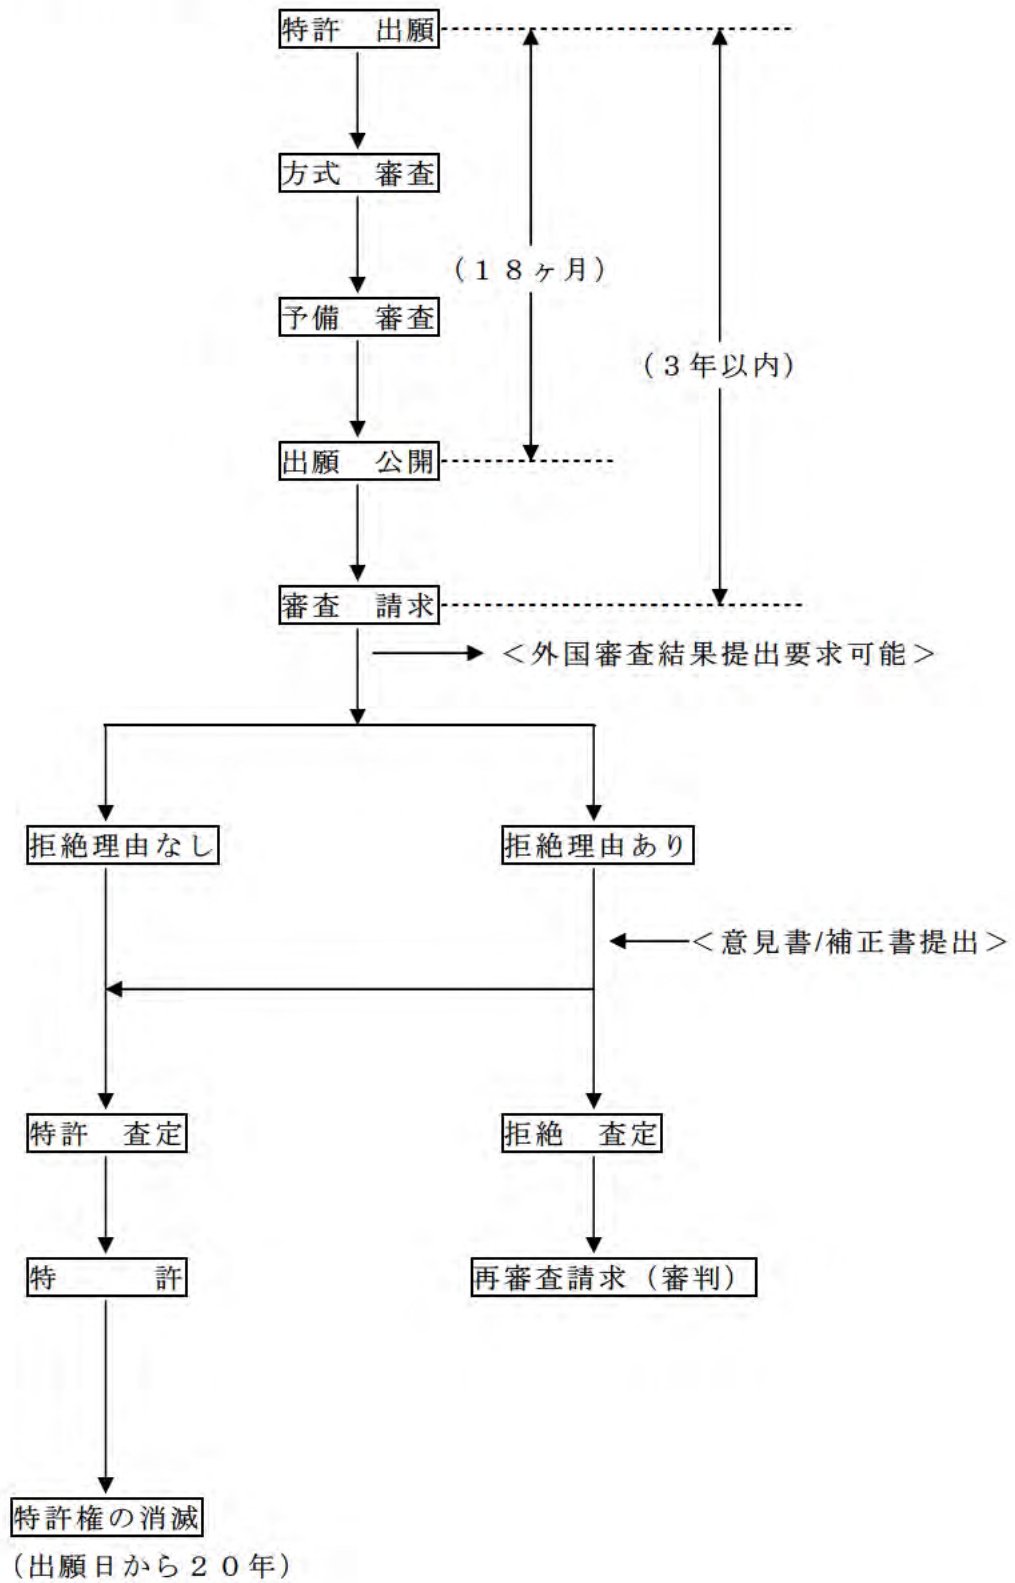 特許　出願
方式　審査
（１８ヶ月）
予備　審査
（３年以内）
出願　公開
審査　請求
＜外国審査結果提出要求可能＞
拒絶理由なし
拒絶理由あり
＜意見書/補正書提出＞
特許　査定
拒絶　査定
特　　許
再審査請求（審判）
特許権の消滅
（出願日から２０年）